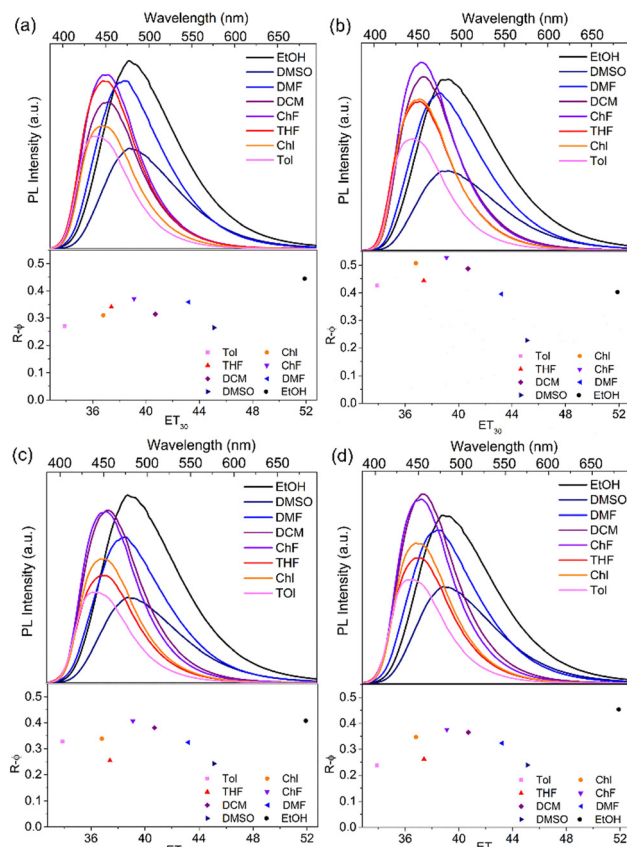 (a)
Wavelength (nm)
400 450 500 550 600 650
PL Intensity (a.u.)
EtOH
DMSO
DMF
DCM
ChF
THF
Chl
Tol
R-ϕ
0.5
0.4
0.3
0.2
0.1
0.0
Tol Chl
THF ChF
DCM DMF
DMSO EtOH
36 40 44 48 52
ET30
(b)
Wavelength (nm)
400 450 500 550 600 650
PL Intensity (a.u.)
EtOH
DMSO
DMF
DCM
ChF
THF
Chl
Tol
R-ϕ
0.5
0.4
0.3
0.2
0.1
0.0
Tol Chl
THF ChF
DCM DMF
DMSO EtOH
36 40 44 48 52
ET30
(c)
Wavelength (nm)
400 450 500 550 600 650
PL Intensity (a.u.)
EtOH
DMSO
DMF
DCM
ChF
THF
Chl
TOl
R-ϕ
0.5
0.4
0.3
0.2
0.1
0.0
Tol Chl
THF ChF
DCM DMF
DMSO EtOH
36 40 44 48 52
ET
(d)
Wavelength (nm)
400 450 500 550 600 650
PL Intensity (a.u.)
EtOH
DMSO
DMF
DCM
ChF
THF
Chl
Tol
R-ϕ
0.5
0.4
0.3
0.2
0.1
0.0
Tol Chl
THF ChF
DCM DMF
DMSO EtOH
36 40 44 48 52
ET